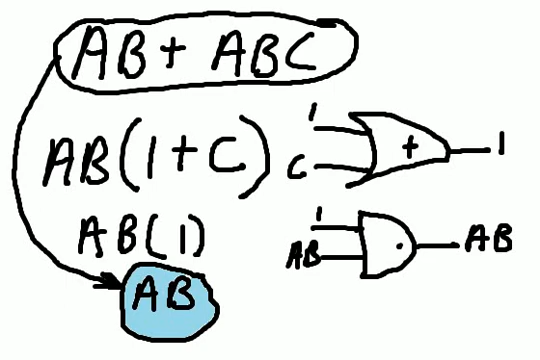 AB + ABC
AB(1 + C)
1
C
+
1
AB(1)
1
AB
.
AB
AB